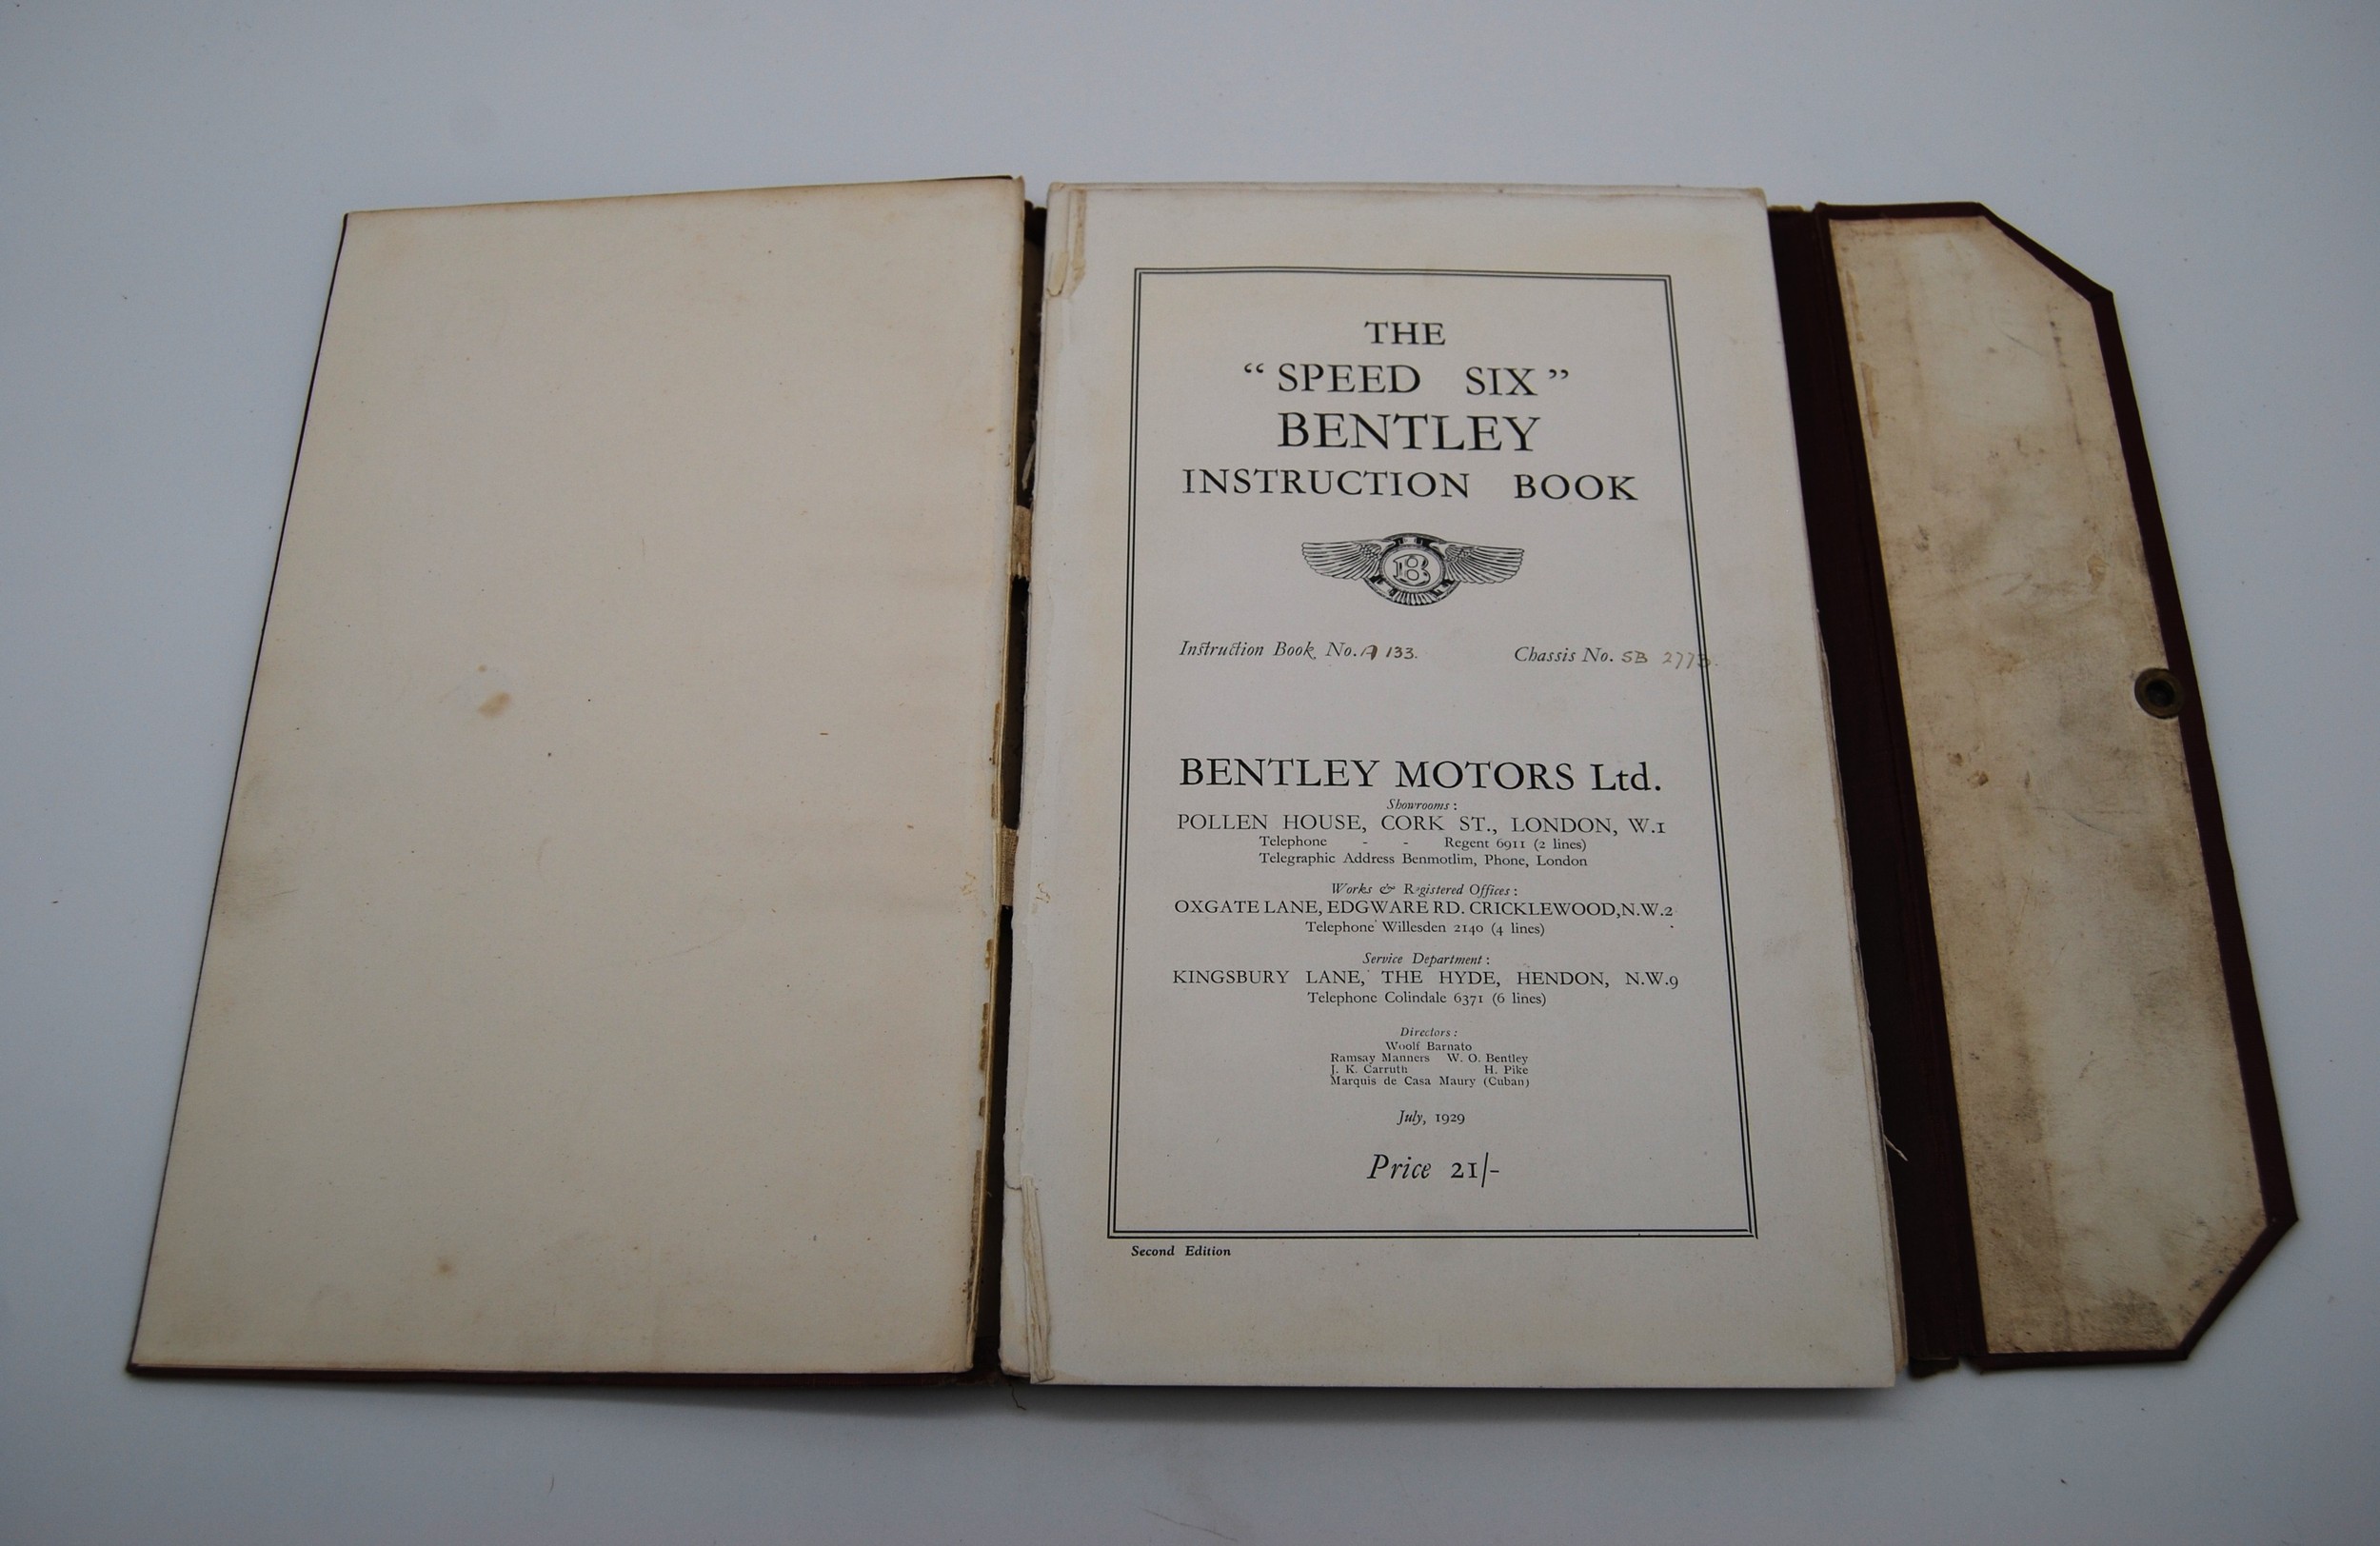 THE
“SPEED SIX”
BENTLEY
INSTRUCTION BOOK
B
Instruction Book No. A 133. Chassis No. SB 2773.
BENTLEY MOTORS Ltd.
Showrooms:
POLLEN HOUSE, CORK ST., LONDON, W.1
Telephone - - Regent 6911 (2 lines)
Telegraphic Address Benmotlim, Phone, London
Works & Registered Offices:
OXGATE LANE, EDGWARE RD. CRICKLEWOOD,N.W.2
Telephone Willesden 2140 (4 lines)
Service Department:
KINGSBURY LANE, THE HYDE, HENDON, N.W.9
Telephone Colindale 6371 (6 lines)
Directors:
Woolf Barnato
Ramsay Manners W. O. Bentley
J. K. Carruth H. Pike
Marquis de Casa Maury (Cuban)
July, 1929
Price 21/-
Second Edition